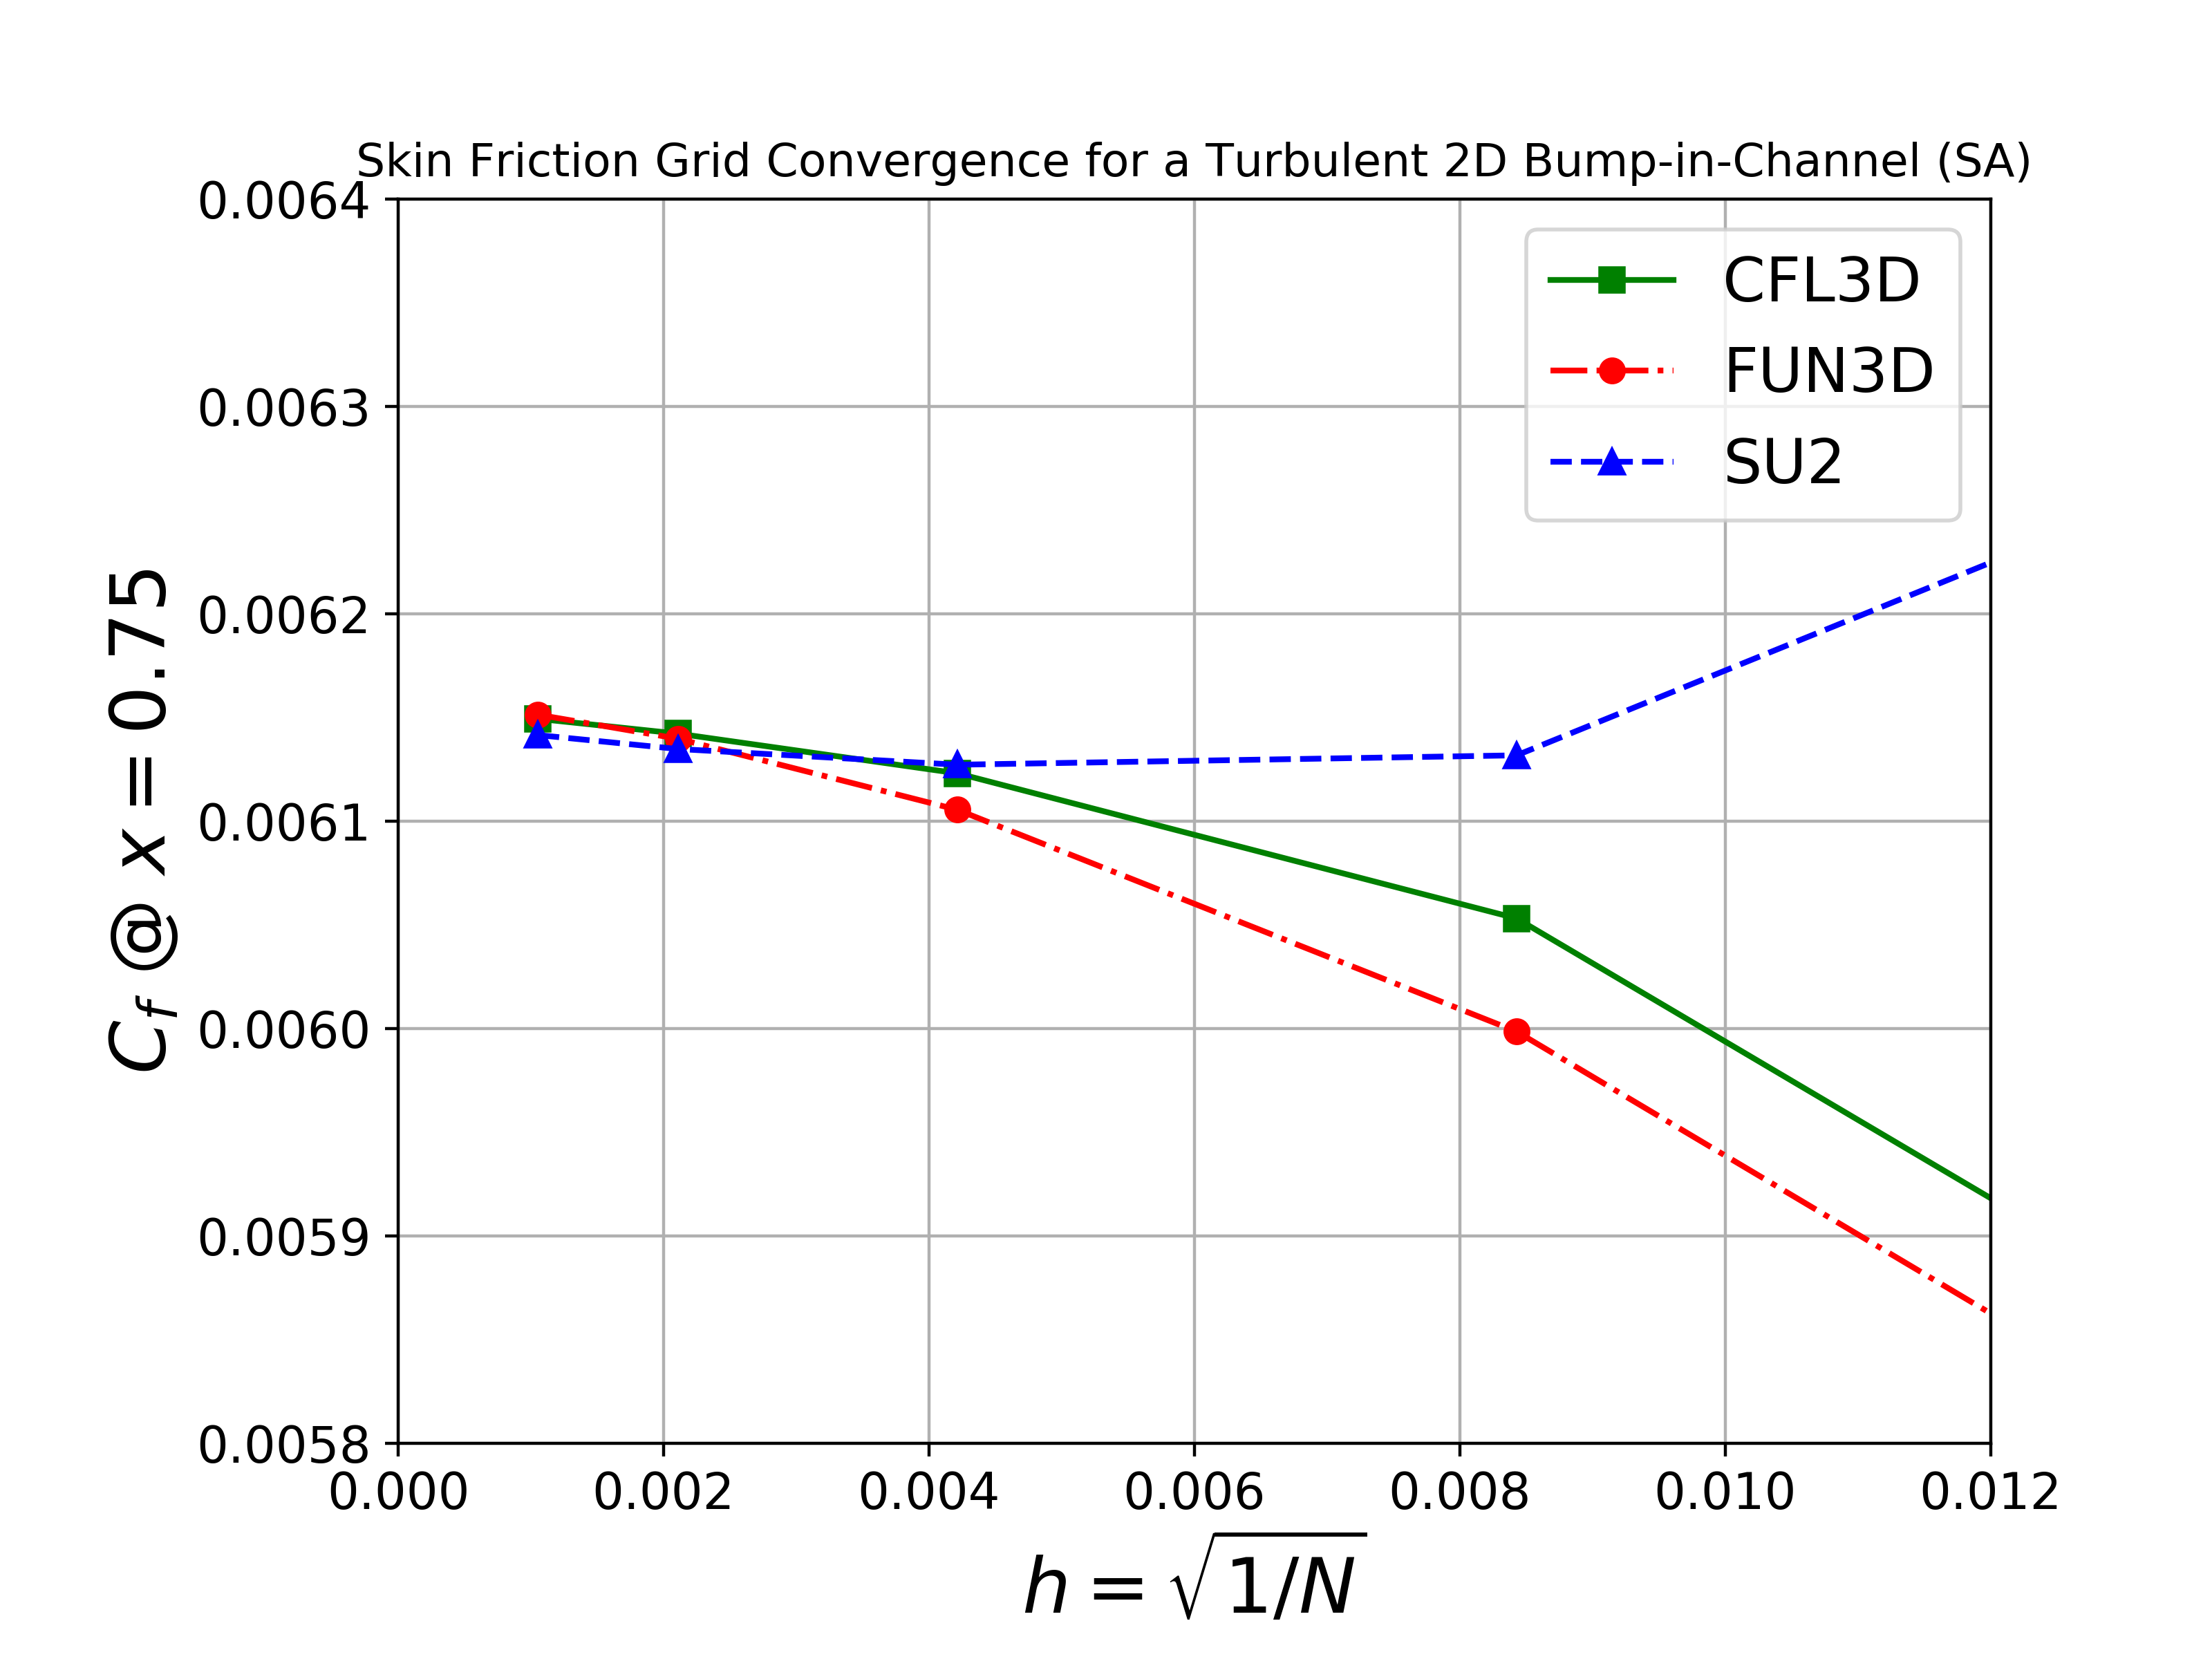 Skin Friction Grid Convergence for a Turbulent 2D Bump-in-Channel (SA)
CFL3D
FUN3D
SU2
0.0064
0.0063
0.0062
0.0061
0.0060
0.0059
0.0058
C_f @ x = 0.75
0.000 0.002 0.004 0.006 0.008 0.010 0.012
h = √1/N